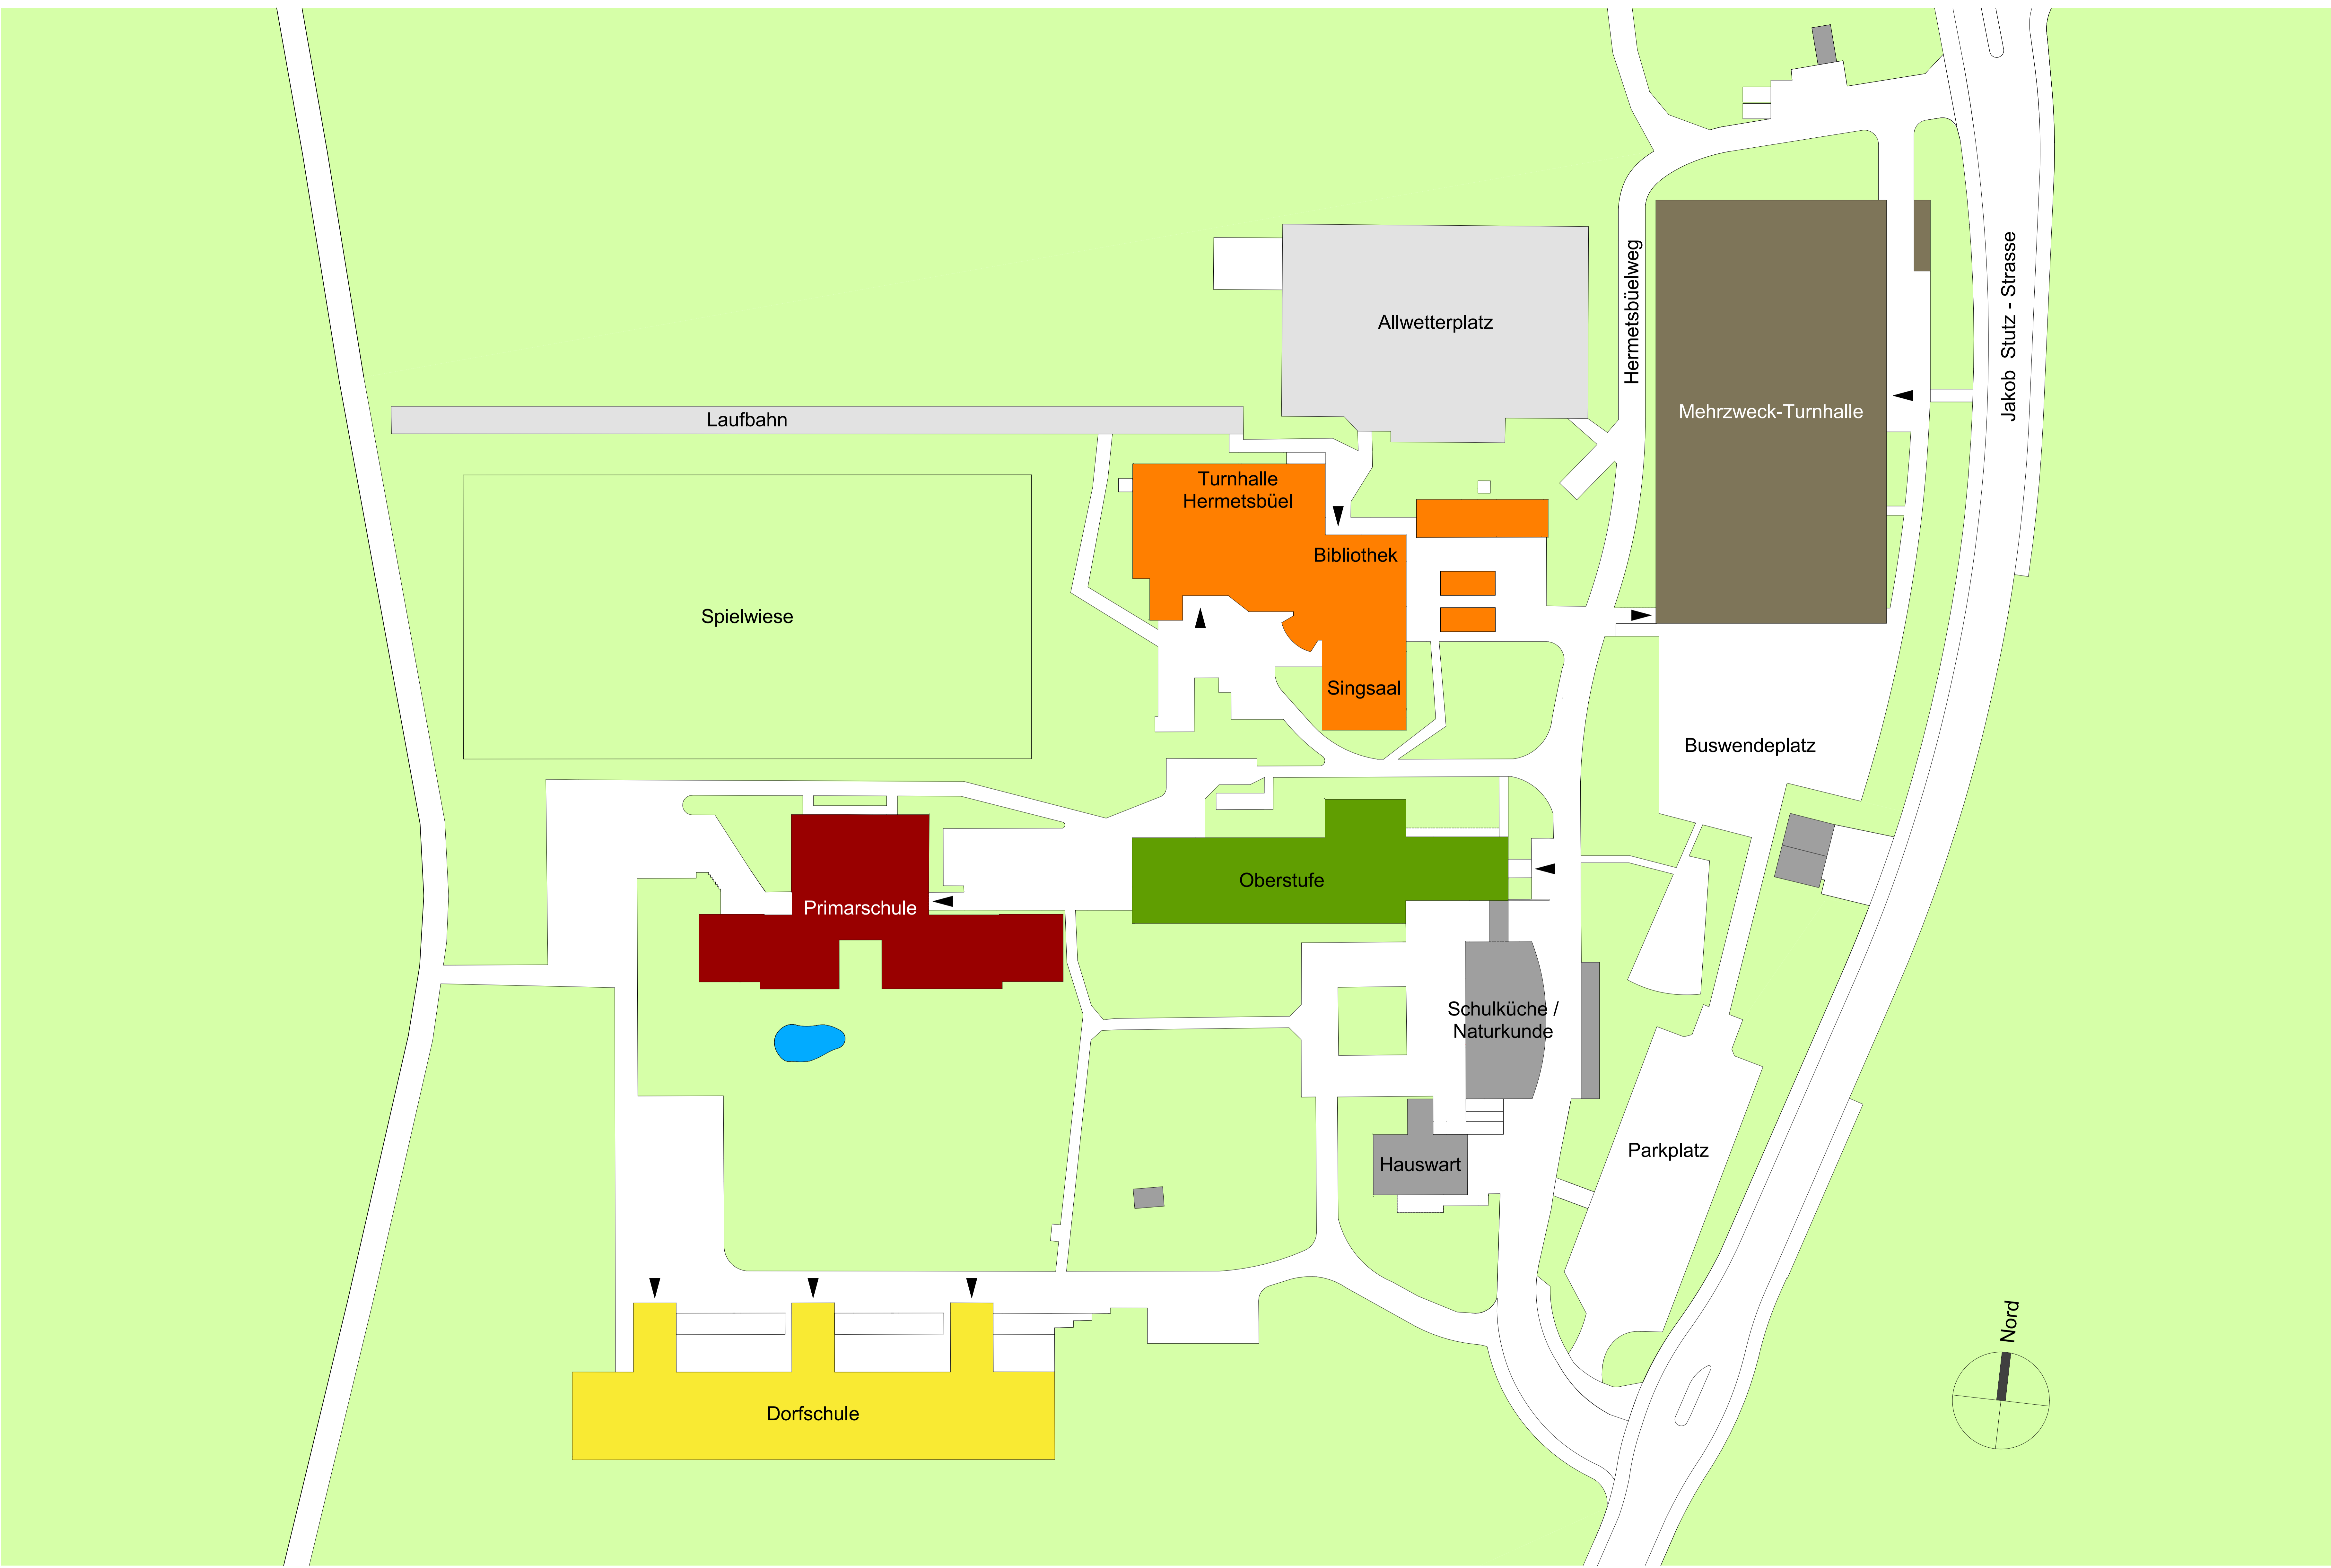 Allwetterplatz
Hermetsbüelweg
Jakob Stutz - Strasse
Mehrzweck-Turnhalle
Laufbahn
Turnhalle
Hermetsbüel
Bibliothek
Spielwiese
Singsaal
Buswendeplatz
Oberstufe
Primarschule
Schulküche /
Naturkunde
Parkplatz
Hauswart
Nord
Dorfschule